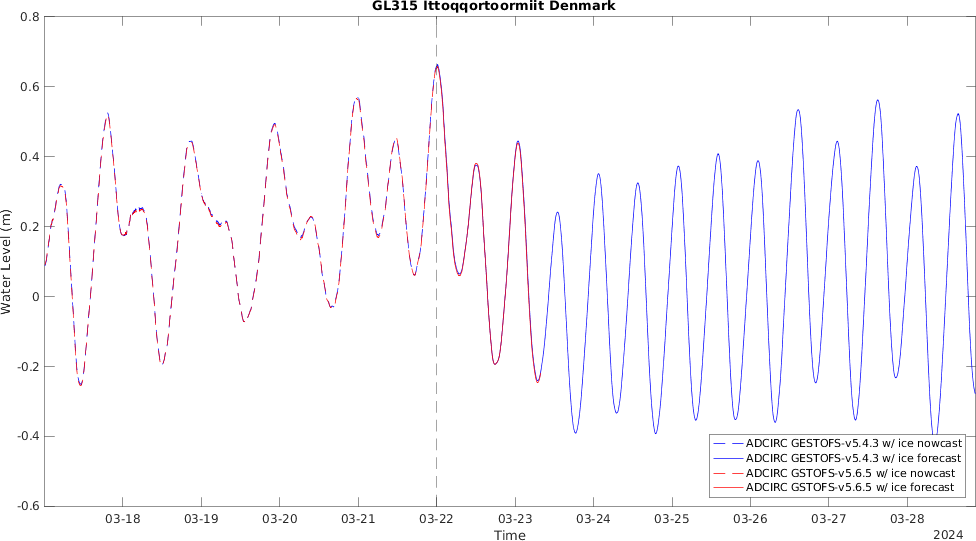 GL315 Ittoqqortoormiit Denmark
0.8
0.6
0.4
0.2
0
-0.2
-0.4
-0.6
Water Level (m)
ADCIRC GESTOFS-v5.4.3 w/ ice nowcast
ADCIRC GESTOFS-v5.4.3 w/ ice forecast
ADCIRC GSTOFS-v5.6.5 w/ ice nowcast
ADCIRC GSTOFS-v5.6.5 w/ ice forecast
03-18 03-19 03-20 03-21 03-22 03-23 03-24 03-25 03-26 03-27 03-28
Time
2024